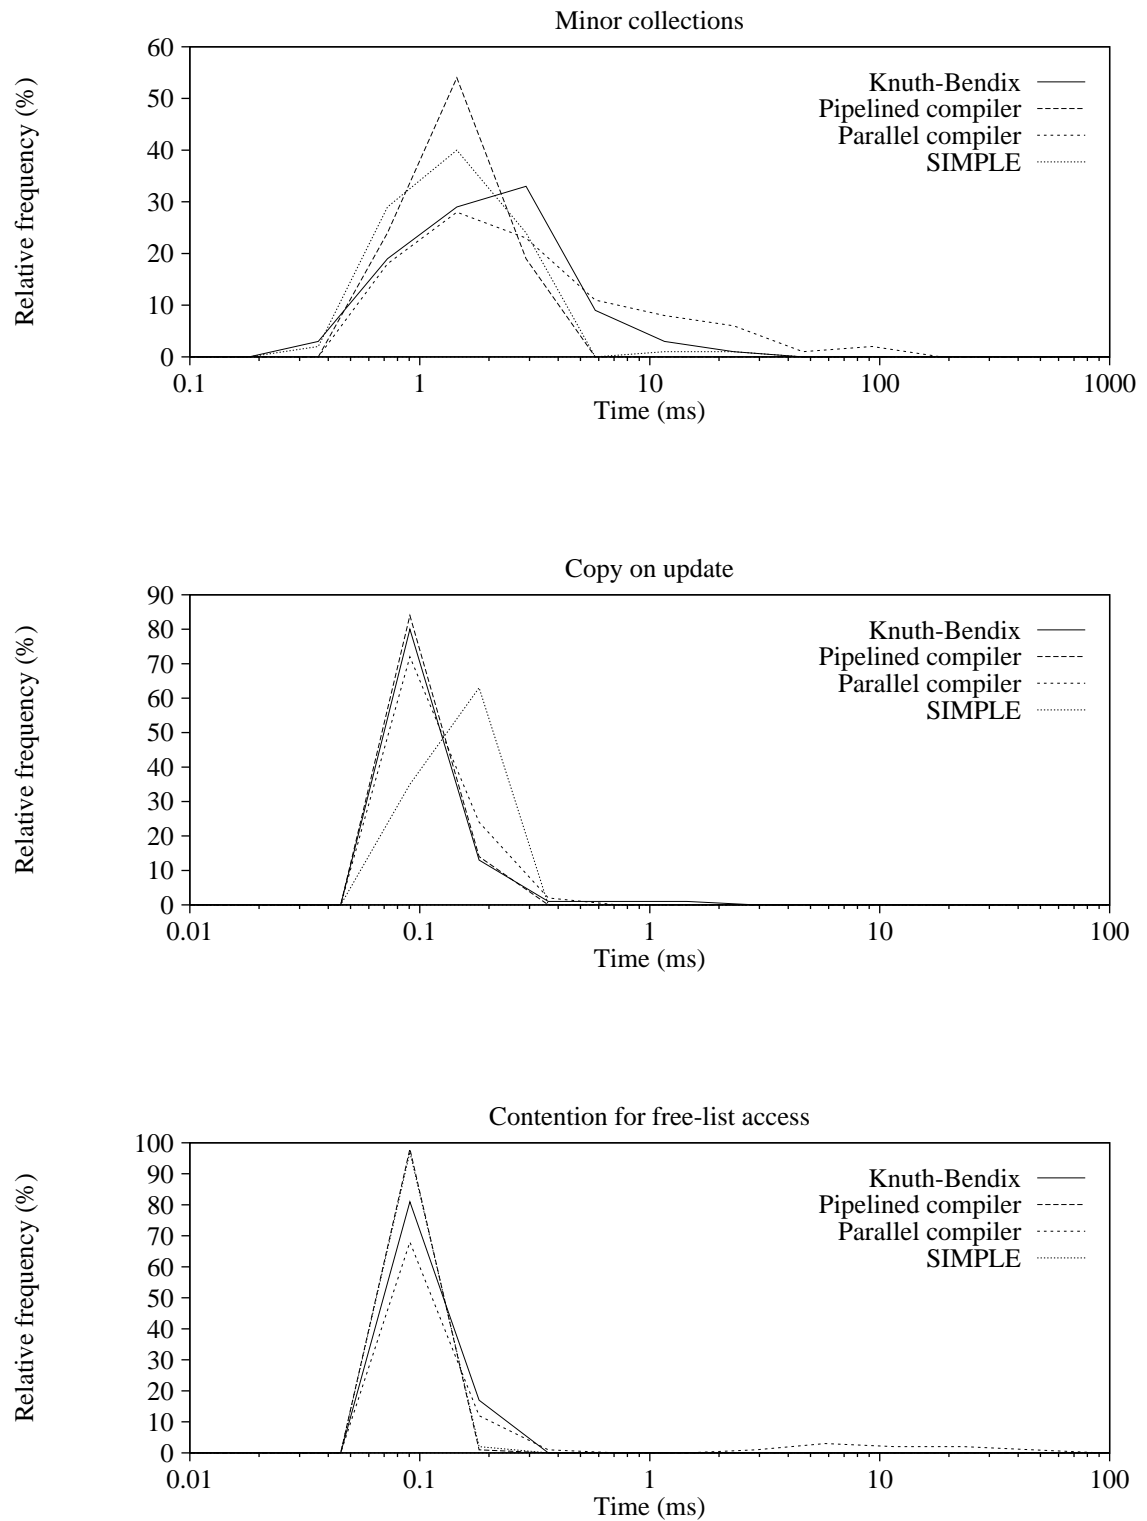 Minor collections
Relative frequency (%)
60
50
40
30
20
10
0
Knuth-Bendix
Pipelined compiler
Parallel compiler
SIMPLE
0.1 1 10 100 1000
Time (ms)
Copy on update
Relative frequency (%)
90
80
70
60
50
40
30
20
10
0
Knuth-Bendix
Pipelined compiler
Parallel compiler
SIMPLE
0.01 0.1 1 10 100
Time (ms)
Contention for free-list access
Relative frequency (%)
100
90
80
70
60
50
40
30
20
10
0
Knuth-Bendix
Pipelined compiler
Parallel compiler
SIMPLE
0.01 0.1 1 10 100
Time (ms)